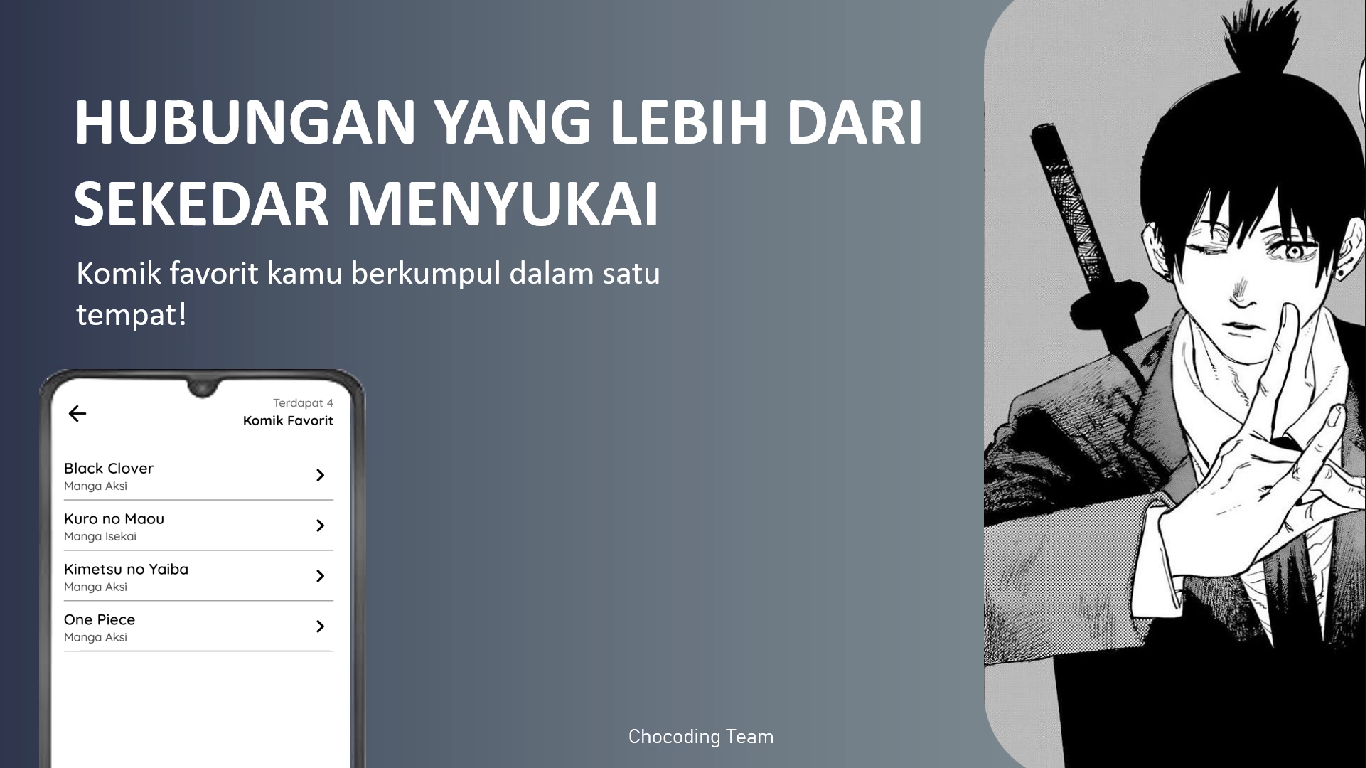 HUBUNGAN YANG LEBIH DARI
SEKEDAR MENYUKAI
Komik favorit kamu berkumpul dalam satu
tempat!
Terdapat 4
Komik Favorit
Black Clover
Manga Aksi
Kuro no Maou
Manga Isekai
Kimetsu no Yaiba
Manga Aksi
One Piece
Manga Aksi
Chocoding Team